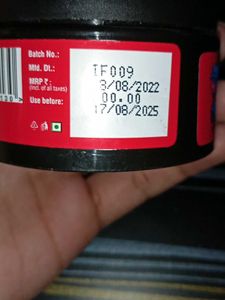 Batch No.: IF009
Mfd. Dt.: 8/08/2022
MRP ₹: 00.00
(Incl. of all taxes)
Use before: 17/08/2025